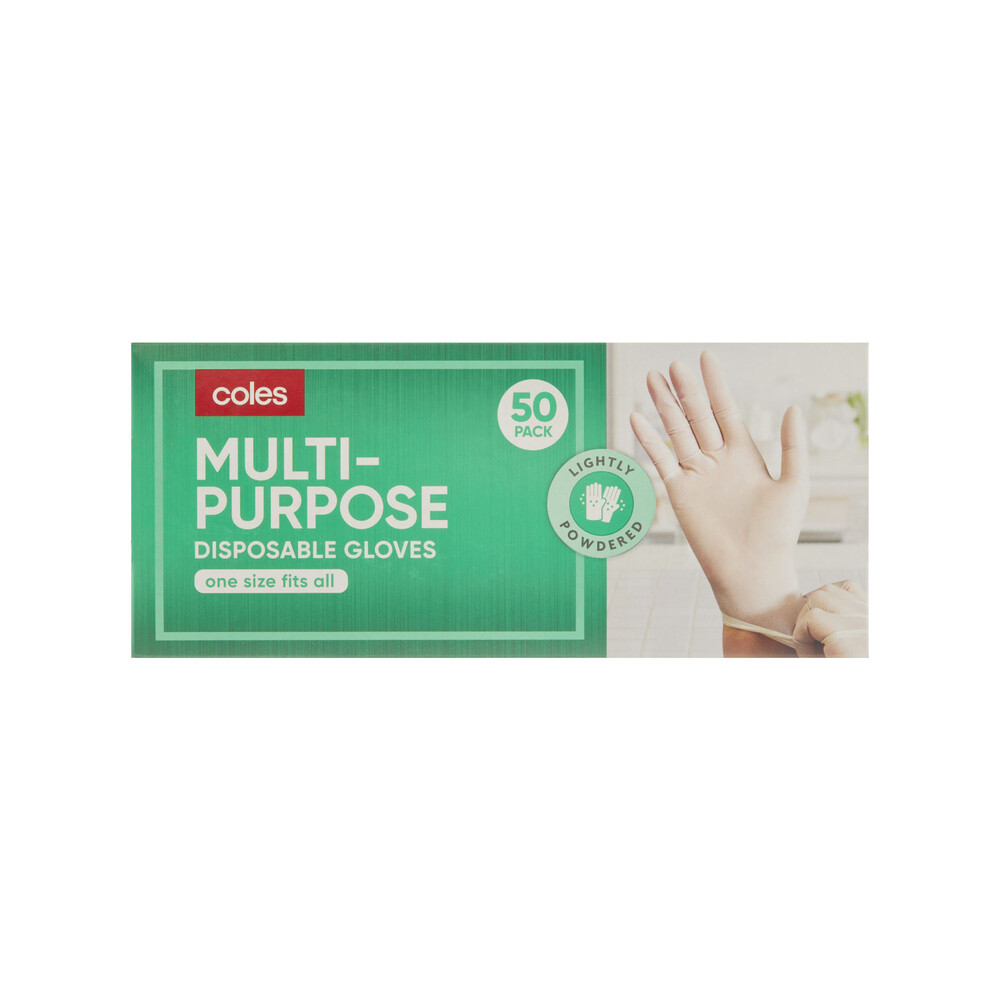 coles
50
PACK
MULTI-
PURPOSE
DISPOSABLE GLOVES
one size fits all
LIGHTLY
POWDERED